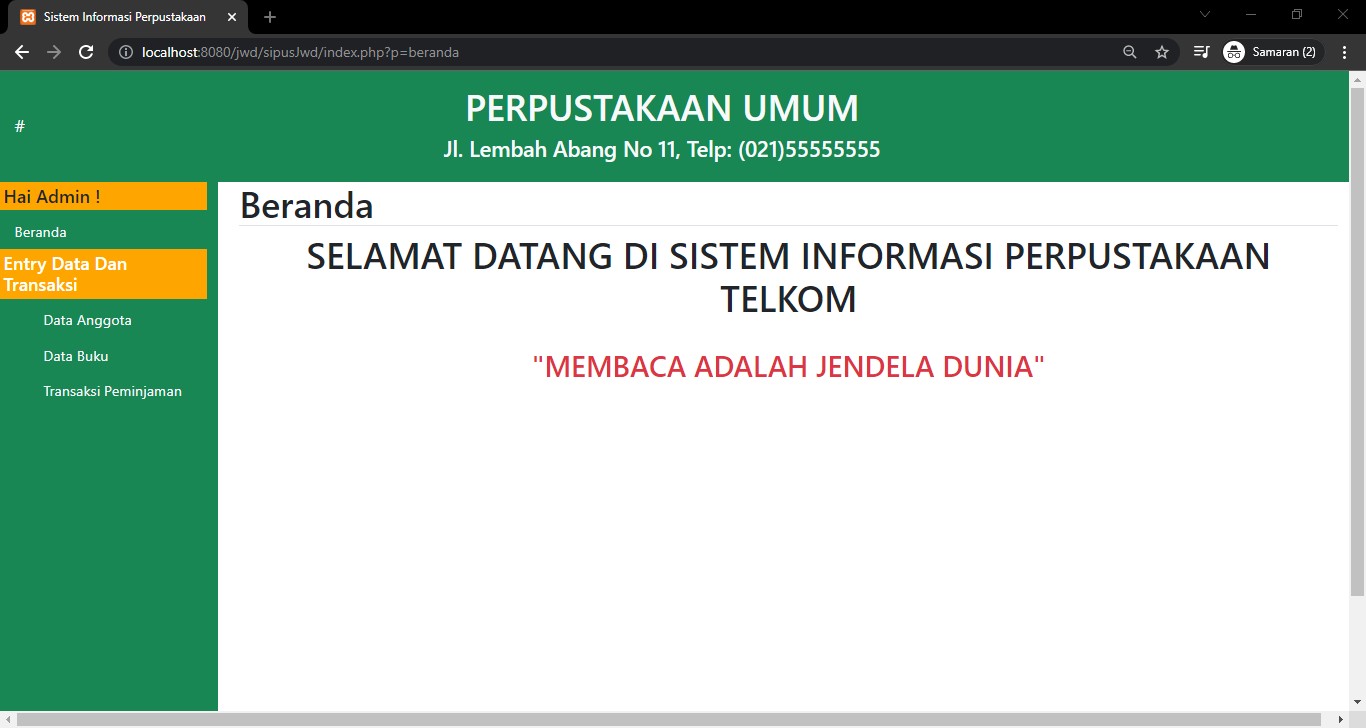 Sistem Informasi Perpustakaan
localhost:8080/jwd/sipusJwd/index.php?p=beranda
Samaran (2)
#
PERPUSTAKAAN UMUM
Jl. Lembah Abang No 11, Telp: (021)55555555
Hai Admin !
Beranda
Entry Data Dan
Transaksi
Data Anggota
Data Buku
Transaksi Peminjaman
Beranda
SELAMAT DATANG DI SISTEM INFORMASI PERPUSTAKAAN
TELKOM
"MEMBACA ADALAH JENDELA DUNIA"